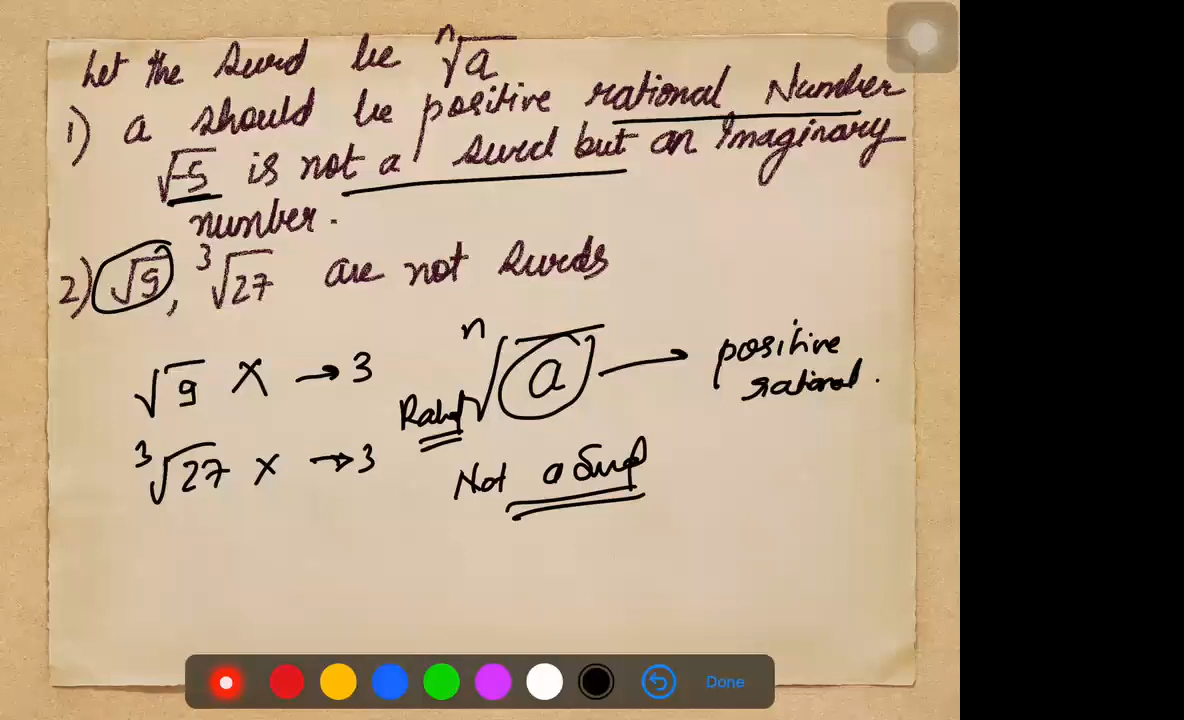 Let the surd be ⁿ√a
1) a should be positive rational Number
√-5 is not a surd but an Imaginary
number.
2) √9, ³√27 are not surds
√9 X → 3
ⁿ√a → positive
rational.
³√27 X → 3
Not a Surd
Done